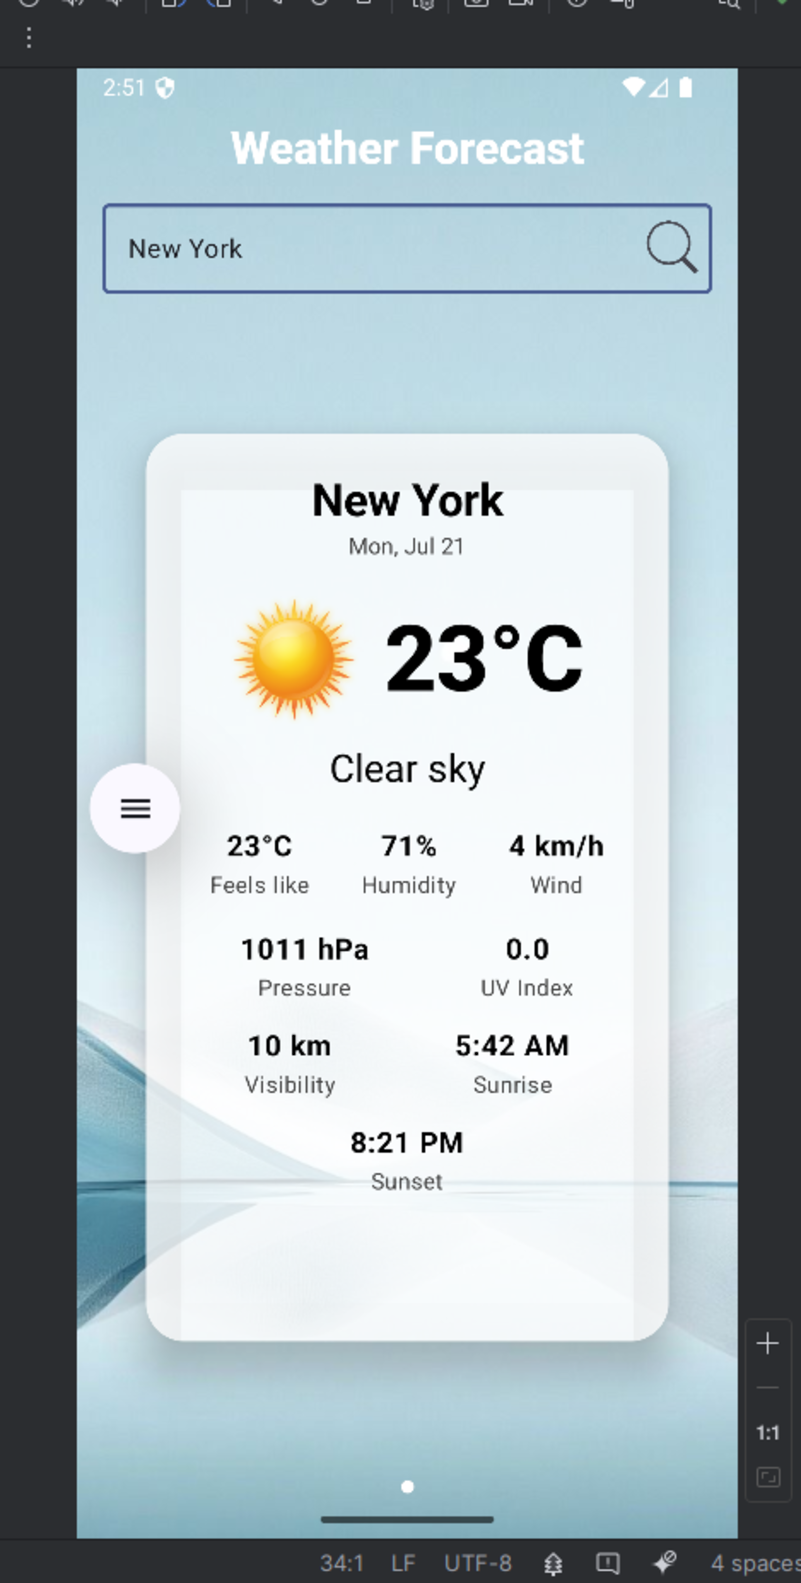 2:51
Weather Forecast
New York
New York
Mon, Jul 21
23°C
Clear sky
23°C 71% 4 km/h
Feels like Humidity Wind
1011 hPa 0.0
Pressure UV Index
10 km 5:42 AM
Visibility Sunrise
8:21 PM
Sunset
1:1
34:1 LF UTF-8 4 spaces